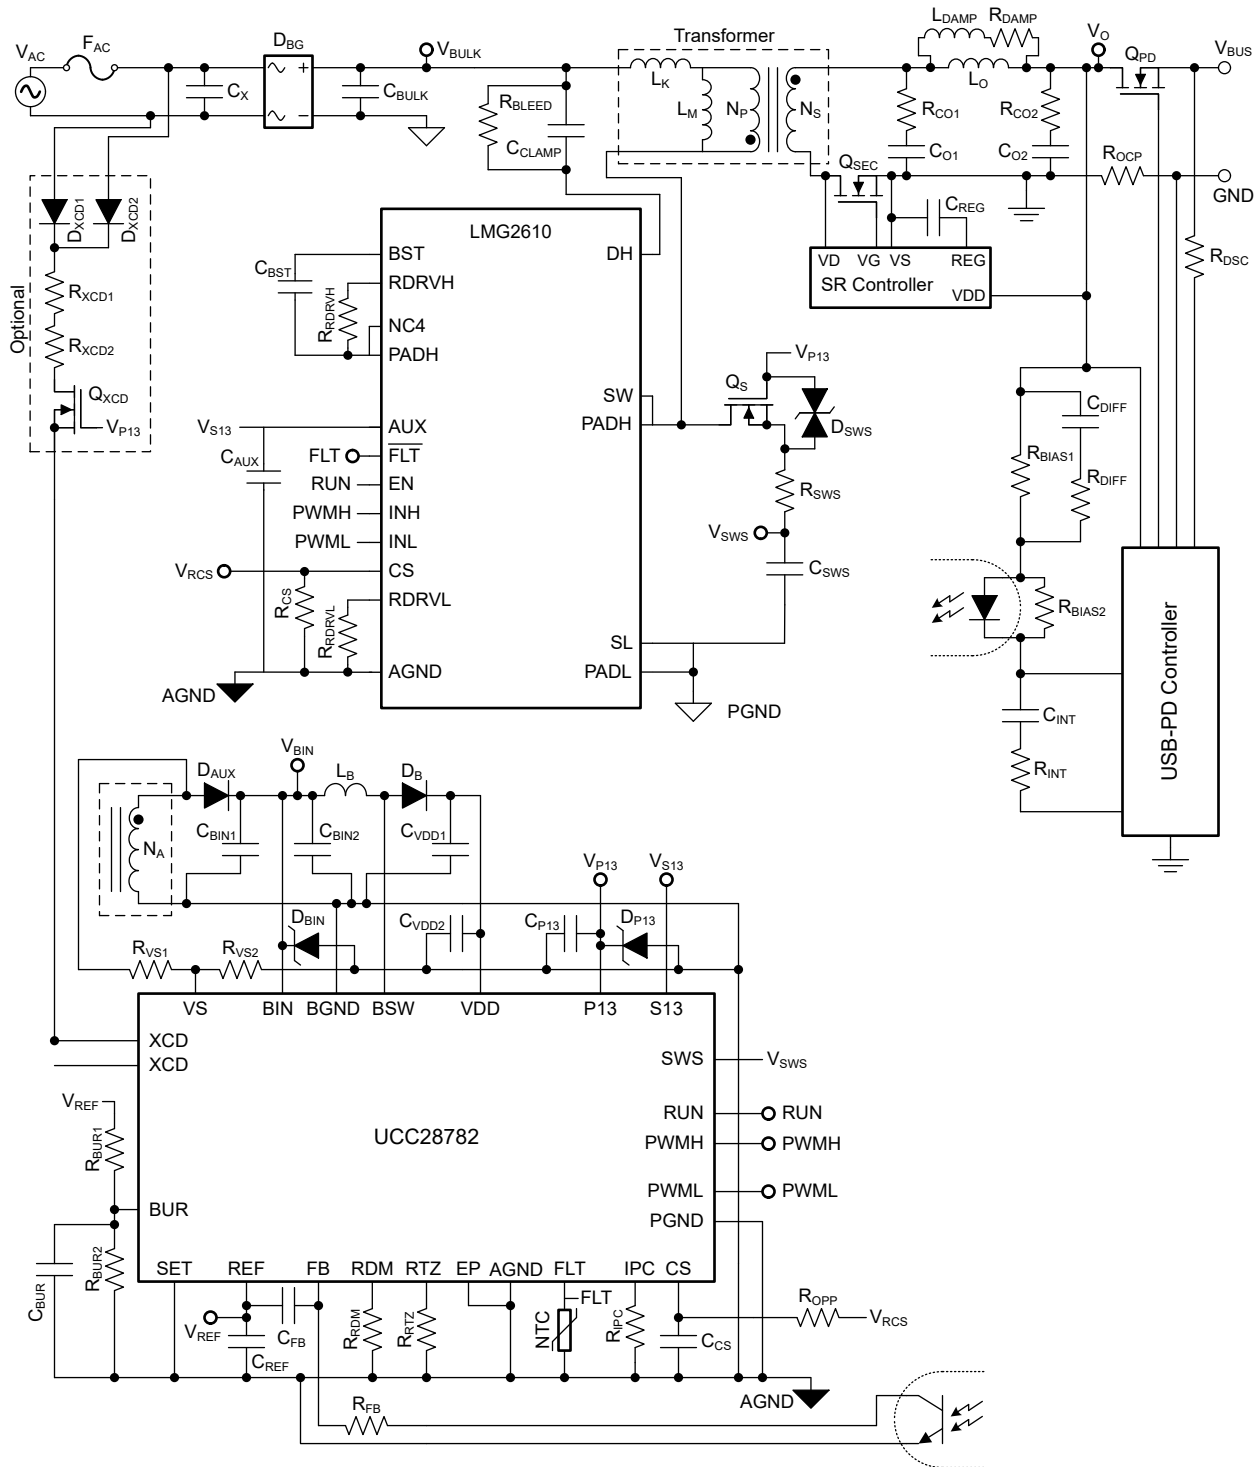 VAC
FAC
DBG
VBULK
Transformer
LDAMP
RDAMP
VO
QPD
VBUS
CX
CBULK
RBLEED
CCLAMP
LK
LM
NP
NS
LO
RCO1
RCO2
CO1
CO2
ROCP
GND
QSEC
CREG
VD
VG
VS
REG
SR Controller
VDD
RDSC
Optional
DXCD1
DXCD2
RXCD1
RXCD2
QXCD
VP13
LMG2610
BST
RDRVH
NC4
PADH
AUX
FLT
EN
INH
INL
CS
RDRVL
AGND
DH
SW
PADH
SL
PADL
CBST
RRDRVH
VS13
CAUX
FLT
RUN
PWMH
PWML
VRCS
RCS
RRDRVL
AGND
VP13
QS
DSWS
RSWS
VSWS
CSWS
PGND
CDIFF
RBIAS1
RDIFF
RBIAS2
CINT
RINT
USB-PD Controller
VBIN
DAUX
LB
DB
CBIN1
CBIN2
CVDD1
NA
VP13
VS13
DBIN
CVDD2
CP13
DP13
RVS1
RVS2
VS
BIN
BGND
BSW
VDD
P13
S13
XCD
XCD
SWS
VSWS
VREF
RBUR1
RUN
RUN
PWMH
PWMH
UCC28782
PWML
PWML
BUR
PGND
CBUR
RBUR2
SET
REF
FB
RDM
RTZ
EP
AGND
FLT
IPC
CS
VREF
CFB
CREF
RRDM
RRTZ
FLT
NTC
RIPC
CCS
ROPP
VRCS
AGND
RFB